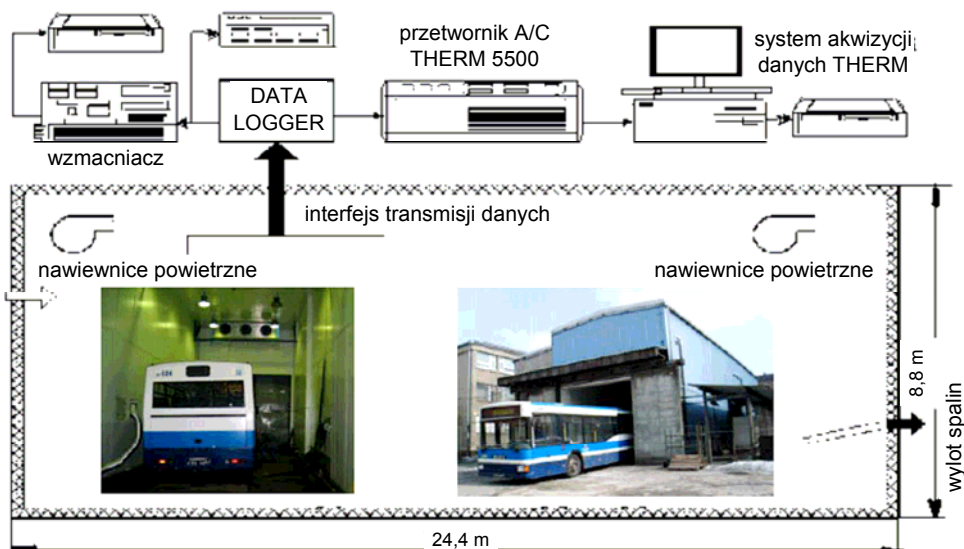 przetwornik A/C
THERM 5500
system akwizycji
danych THERM
DATA
LOGGER
wzmacniacz
interfejs transmisji danych
nawiewnice powietrzne
nawiewnice powietrzne
8,8 m
wylot spalin
24,4 m